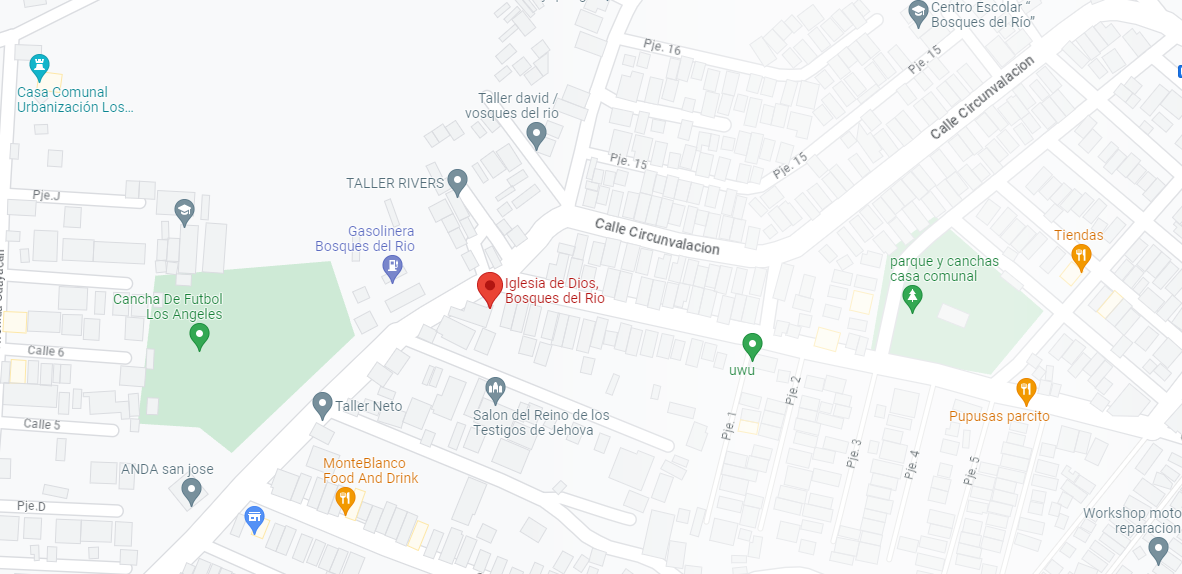 Centro Escolar “
Bosques del Río”
Pje. 16
Pje. 15
Calle Circunvalacion
Casa Comunal
Urbanización Los...
Taller david /
vosques del rio
Pje. 15
Pje. 15
TALLER RIVERS
Pje.J
Calle Circunvalacion
Gasolinera
Bosques del Rio
Tiendas
parque y canchas
casa comunal
Iglesia de Dios,
Bosques del Rio
Cancha De Futbol
Los Angeles
Calle 6
uwu
Pje. 2
Taller Neto
Salon del Reino de los
Testigos de Jehova
Pupusas parcito
Calle 5
Pje. 1
Pje. 3
Pje. 4
Pje. 5
ANDA san jose
MonteBlanco
Food And Drink
Pje.D
Workshop moto
reparacion